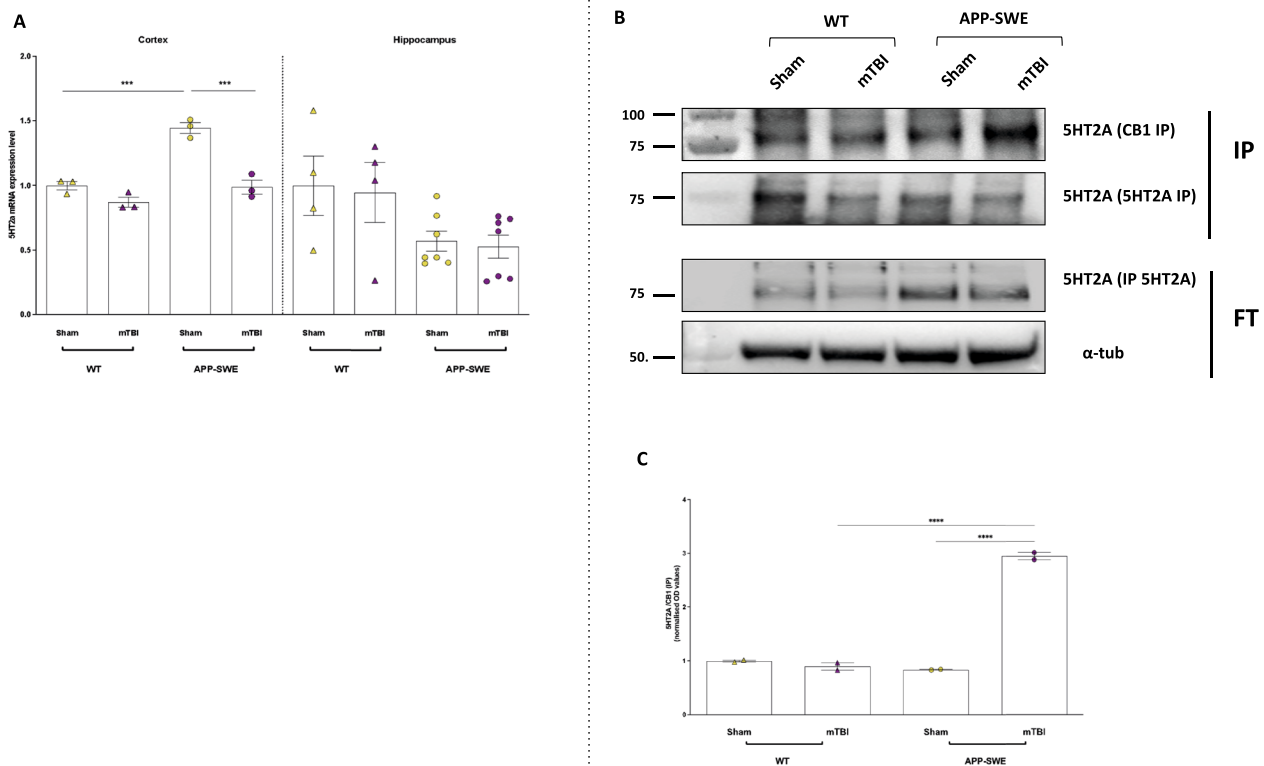 A
Cortex
Hippocampus
***
***
5HT2a mRNA expression level
2.0
1.5
1.0
0.5
0.0
Sham
mTBI
Sham
mTBI
Sham
mTBI
Sham
mTBI.
WT
APP-SWE
WT
APP-SWE
B
WT
APP-SWE
Sham
mTBI
Sham
mTBI
100
75
5HT2A (CB1 IP)
75
5HT2A (5HT2A IP)
IP
75
5HT2A (IP 5HT2A)
50.
α-tub
FT
C
5HT2A /CB1 (IP)
(normalised OD values)
4
3
2
1
0
****
****
Sham
mTBI
Sham
mTBI
WT
APP-SWE